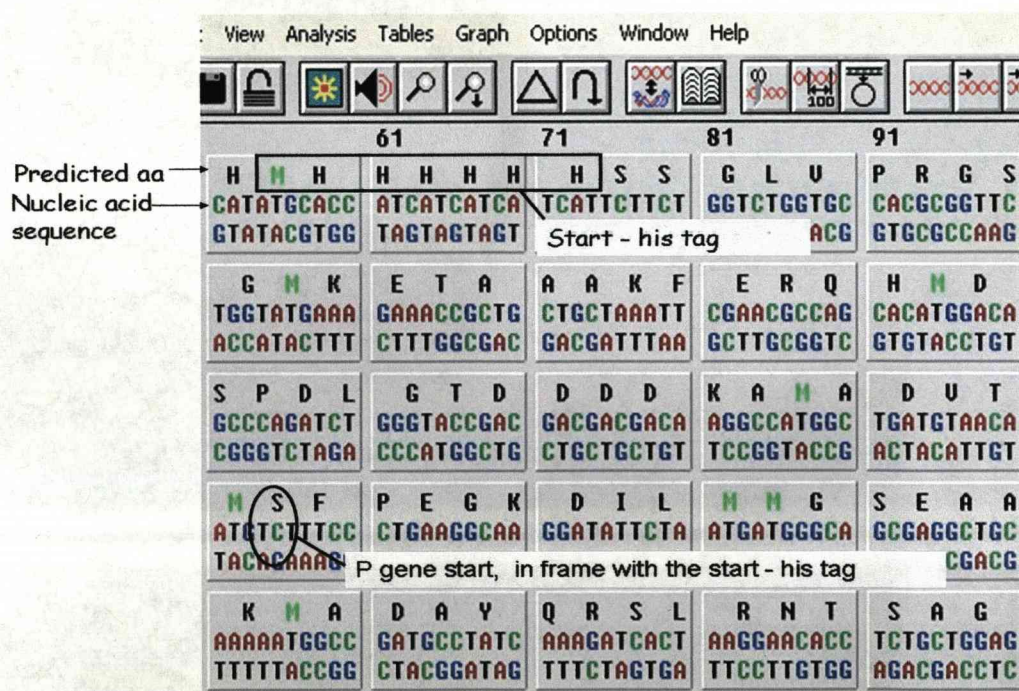 : View Analysis Tables Graph Options Window Help
100
61 71 81 91
Predicted aa
Nucleic acid
sequence
H M H H H H H H S S G L V P R G S
CATATGCACC ATCATCATCA TCATTCTTCT GGTCTGGTGC CACGCGGTTC
GTATACGTGG TAGTAGTAGT ACG GTGCGCCAAG
Start - his tag
G M K E T A A A K F E R Q H M D
TGGTATGAAA GAAACCGCTG CTGCTAAATT CGAACGCCAG CACATGGACA
ACCATACTTT CTTTGGCGAC GACGATTTAA GCTTGCGGTC GTGTACCTGT
S P D L G T D D D D K A M A D V T
GCCCAGATCT GGGTACCGAC GACGACGACA AGGCCATGGC TGATGTAACA
CGGGTCTAGA CCCATGGCTG CTGCTGCTGT TCCGGTACCG ACTACATTGT
M S F P E G K D I L M M G S E A A
ATGTCTTTCC CTGAAGGCAA GGATATTCTA ATGATGGGCA GCGAGGCTGC
TACAGAAAG CGACG
P gene start, in frame with the start - his tag
K M A D A Y Q R S L R N T S A G
AAAAATGGCC GATGCCTATC AAAGATCACT AAGGAACACC TCTGCTGGAG
TTTTTACCGG CTACGGATAG TTTCTAGTGA TTCCTTGTGG AGACGACCTC